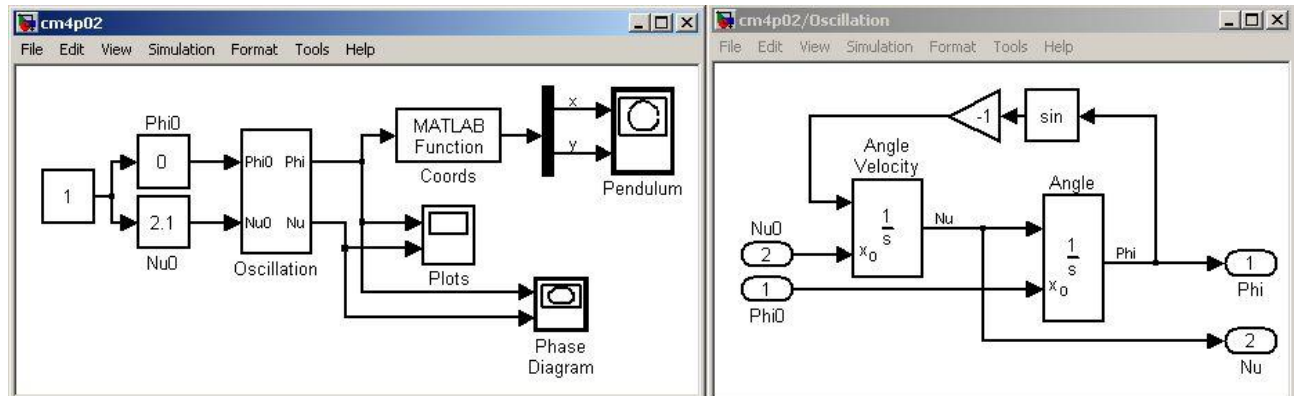 cm4p02
File Edit View Simulation Format Tools Help
Phi0
0
1
2.1
Nu0
Phi0 Phi
Nu0 Nu
Oscillation
MATLAB
Function
Coords
x
y
Pendulum
Plots
Phase
Diagram
cm4p02/Oscillation
File Edit View Simulation Format Tools Help
-1
sin
Angle
Velocity
1
s
xo
Nu
Nu0
2
1
Phi0
Angle
1
s
xo
Phi
1
Phi
2
Nu